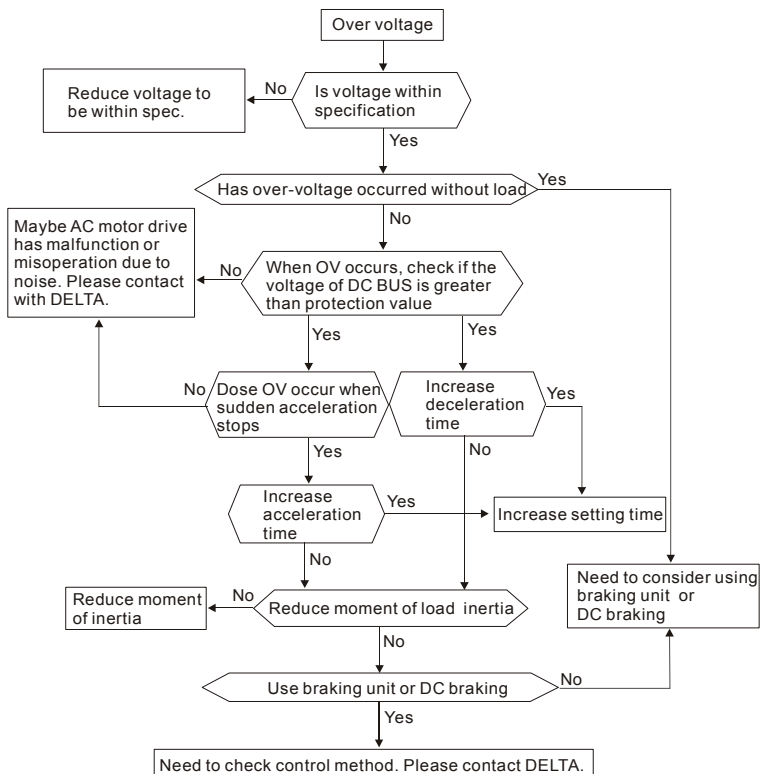 Over voltage
Is voltage within
specification
No
Reduce voltage to
be within spec.
Yes
Has over-voltage occurred without load
Yes
No
Maybe AC motor drive
has malfunction or
misoperation due to
noise. Please contact
with DELTA.
No
When OV occurs, check if the
voltage of DC BUS is greater
than protection value
Yes
Yes
No
Dose OV occur when
sudden acceleration
stops
Increase
deceleration
time
Yes
Yes
No
Increase
acceleration
time
Yes
Increase setting time
No
Need to consider using
braking unit or
DC braking
Reduce moment
of inertia
No
Reduce moment of load inertia
No
Use braking unit or DC braking
No
Yes
Need to check control method. Please contact DELTA.